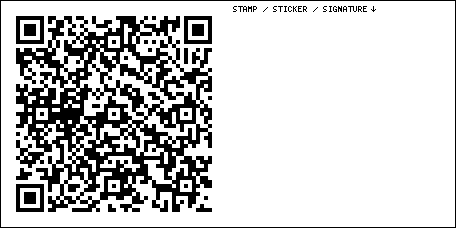 STAMP / STICKER / SIGNATURE ↓